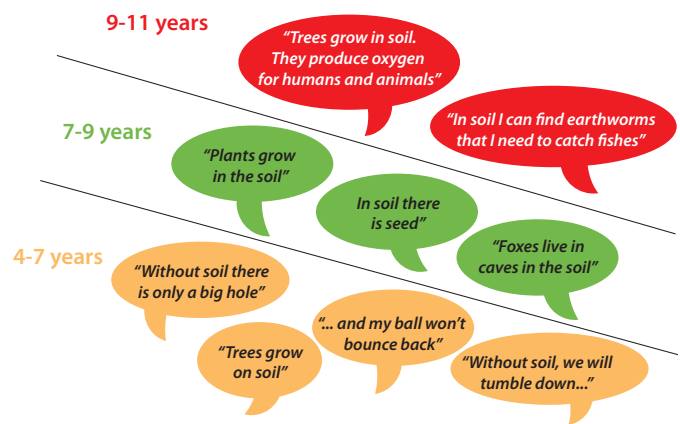 9-11 years
“Trees grow in soil.
They produce oxygen
for humans and animals”
“In soil I can find earthworms
that I need to catch fishes”
7-9 years
“Plants grow
in the soil”
In soil there
is seed”
“Foxes live in
caves in the soil”
4-7 years
“Without soil there
is only a big hole”
“... and my ball won’t
bounce back”
“Trees grow
on soil”
“Without soil, we will
tumble down...”